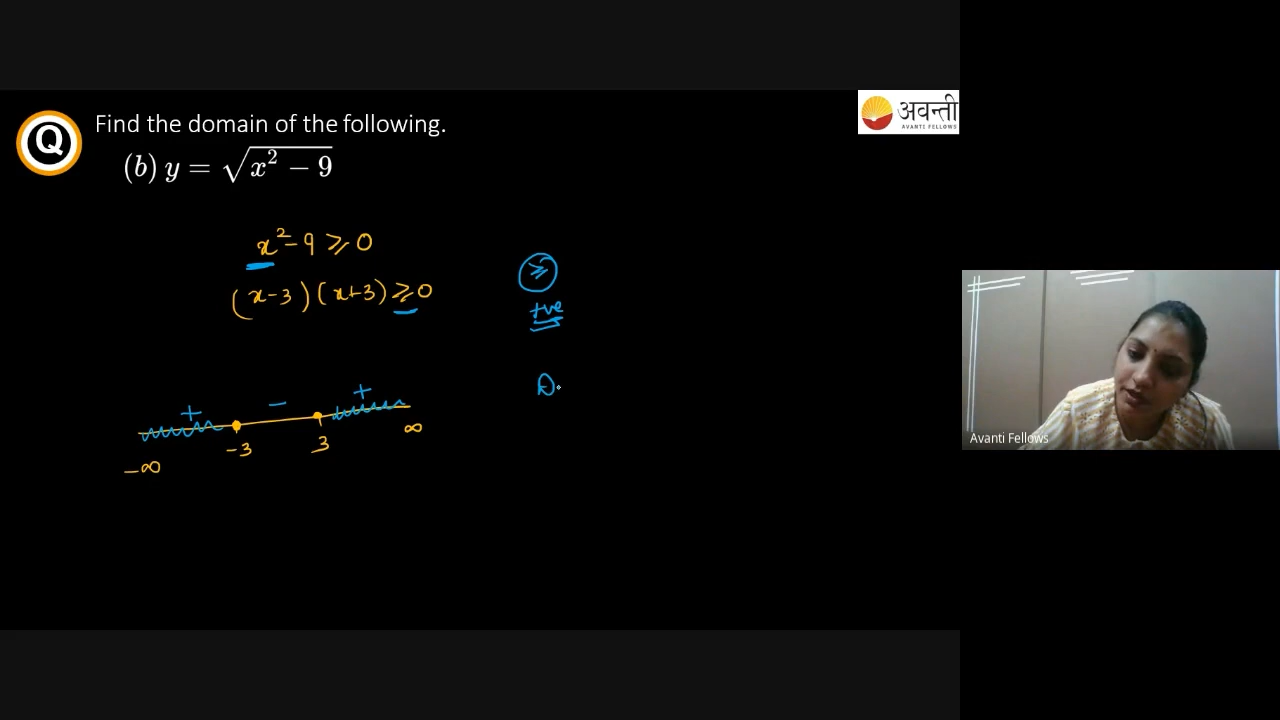 Q
Find the domain of the following.
(b) y = √(x² − 9)
अवन्ती
AVANTI FELLOWS
x² - 9 ⩾ 0
(x-3)(x+3) ⩾ 0
⩾
+ve
D
+ − +
-∞ -3 3 ∞
Avanti Fellows